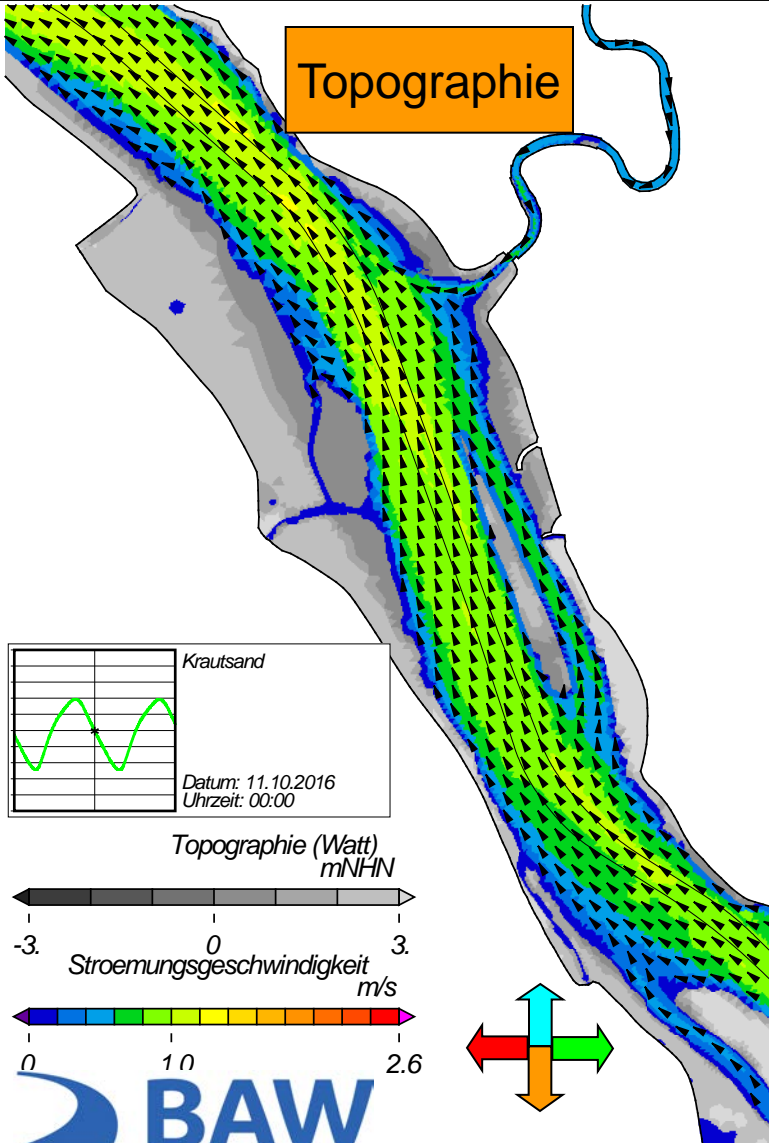 Topographie
Krautsand
Datum: 11.10.2016
Uhrzeit: 00:00
Topographie (Watt)
mNHN
-3. 0 3.
Stroemungsgeschwindigkeit
m/s
0 1.0 2.6
BAW